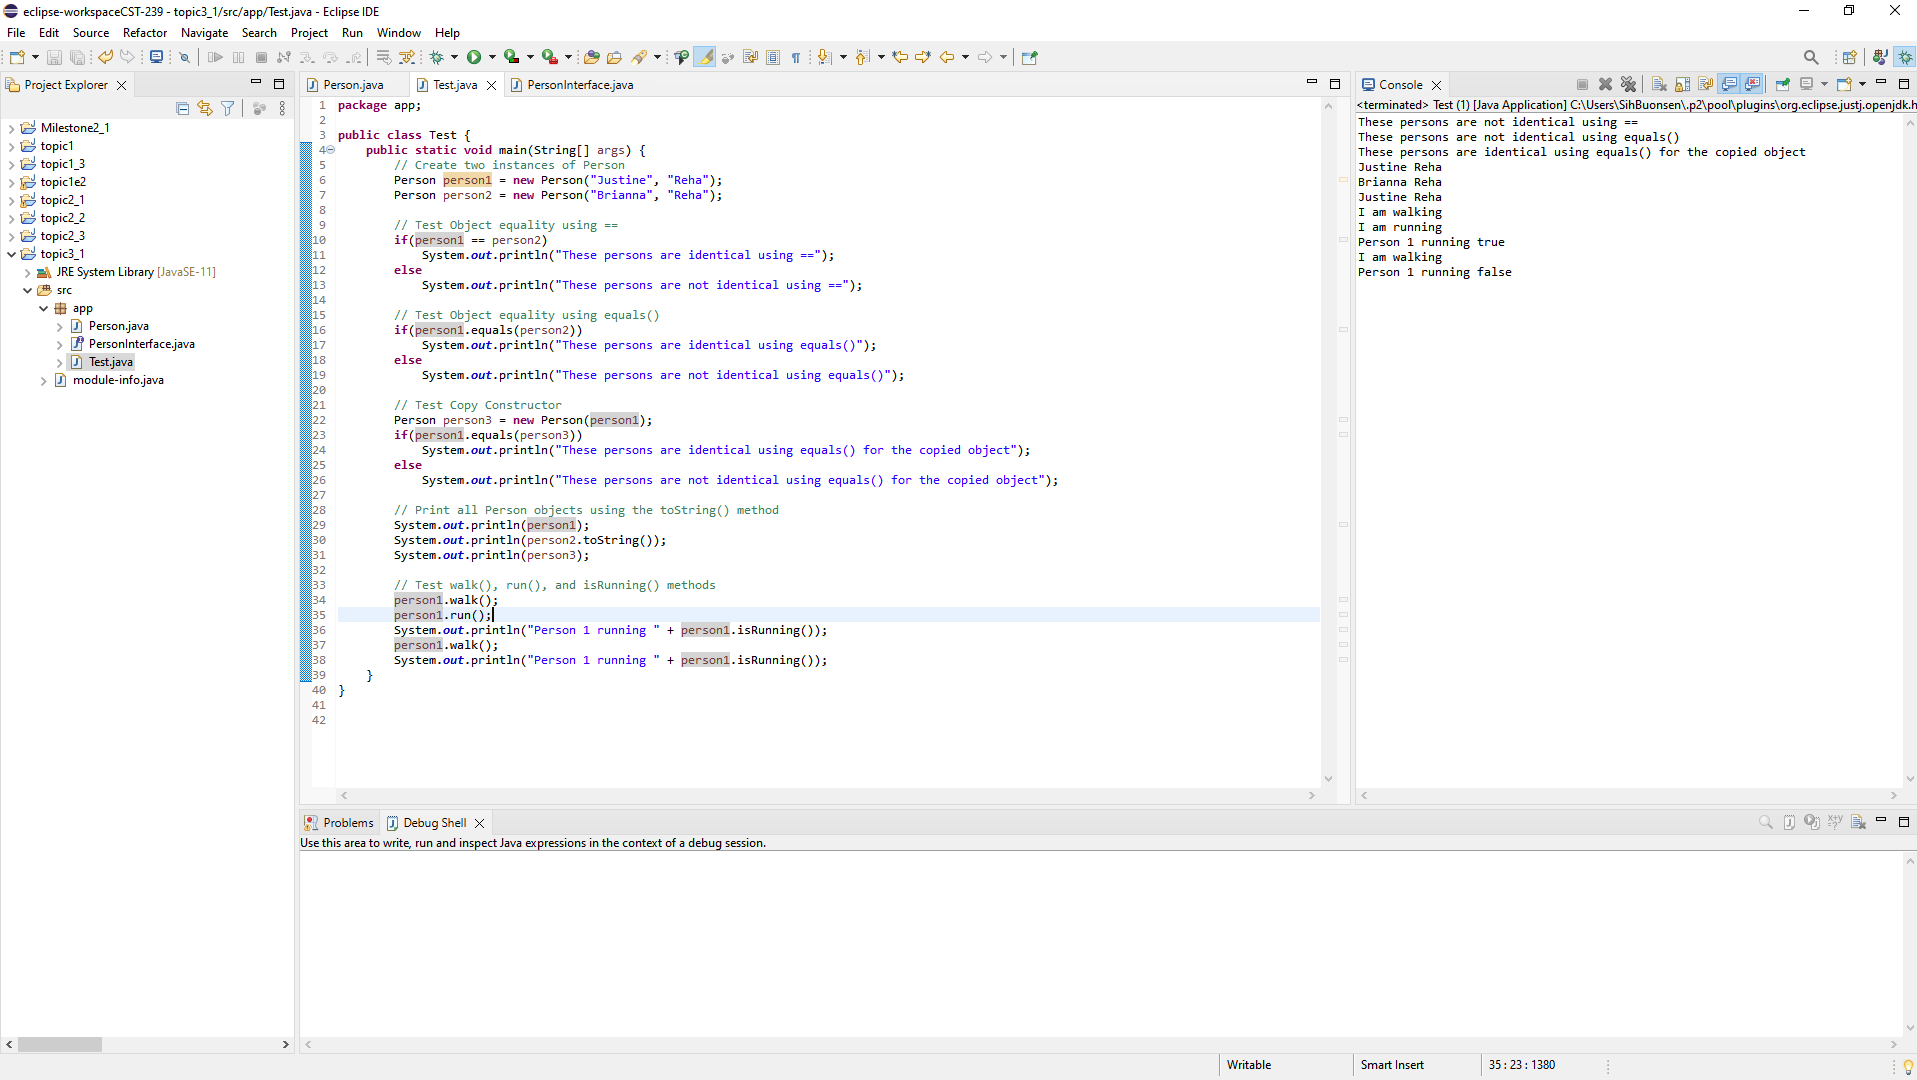 eclipse-workspaceCST-239 - topic3_1/src/app/Test.java - Eclipse IDE
File Edit Source Refactor Navigate Search Project Run Window Help
Project Explorer
Milestone2_1
topic1
topic1_3
topic1e2
topic2_1
topic2_2
topic2_3
topic3_1
JRE System Library [JavaSE-11]
src
app
Person.java
PersonInterface.java
Test.java
module-info.java
Person.java Test.java PersonInterface.java
1 package app;
2
3 public class Test {
4 public static void main(String[] args) {
5 // Create two instances of Person
6 Person person1 = new Person("Justine", "Reha");
7 Person person2 = new Person("Brianna", "Reha");
8
9 // Test Object equality using ==
10 if(person1 == person2)
11 System.out.println("These persons are identical using ==");
12 else
13 System.out.println("These persons are not identical using ==");
14
15 // Test Object equality using equals()
16 if(person1.equals(person2))
17 System.out.println("These persons are identical using equals()");
18 else
19 System.out.println("These persons are not identical using equals()");
20
21 // Test Copy Constructor
22 Person person3 = new Person(person1);
23 if(person1.equals(person3))
24 System.out.println("These persons are identical using equals() for the copied object");
25 else
26 System.out.println("These persons are not identical using equals() for the copied object");
27
28 // Print all Person objects using the toString() method
29 System.out.println(person1);
30 System.out.println(person2.toString());
31 System.out.println(person3);
32
33 // Test walk(), run(), and isRunning() methods
34 person1.walk();
35 person1.run();
36 System.out.println("Person 1 running " + person1.isRunning());
37 person1.walk();
38 System.out.println("Person 1 running " + person1.isRunning());
39 }
40 }
41
42
Console
<terminated> Test (1) [Java Application] C:\Users\SihBuonsen\.p2\pool\plugins\org.eclipse.justj.openjdk.h
These persons are not identical using ==
These persons are not identical using equals()
These persons are identical using equals() for the copied object
Justine Reha
Brianna Reha
Justine Reha
I am walking
I am running
Person 1 running true
I am walking
Person 1 running false
Problems Debug Shell
Use this area to write, run and inspect Java expressions in the context of a debug session.
Writable Smart Insert 35 : 23 : 1380